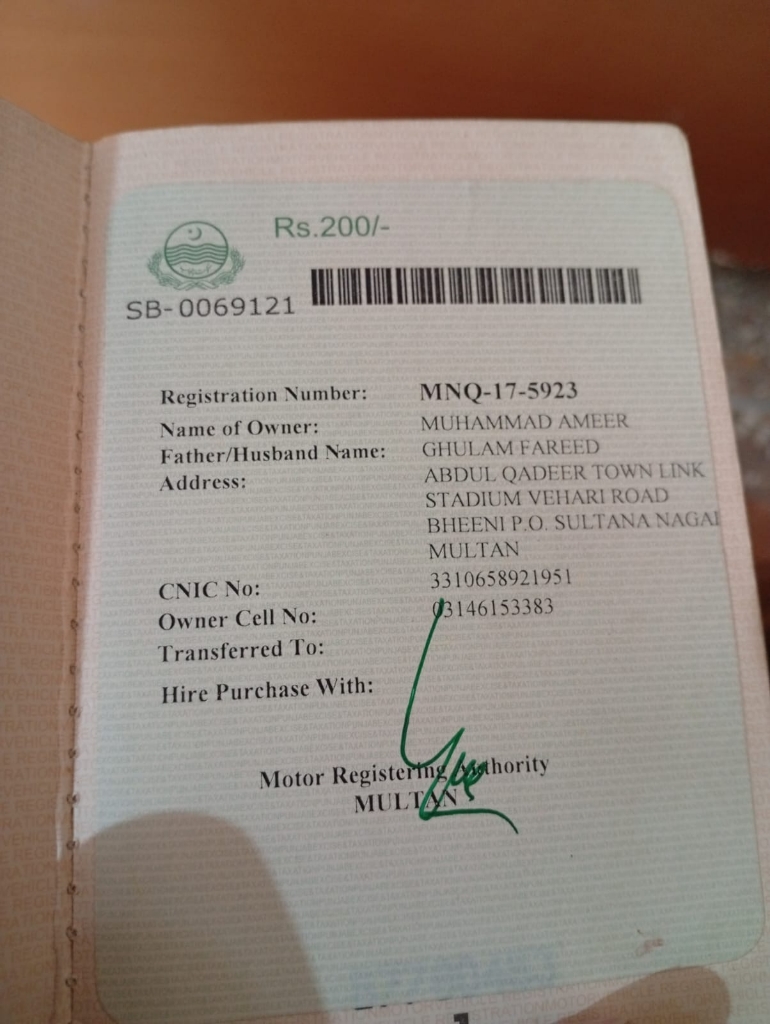 Rs.200/-
SB-0069121
Registration Number: MNQ-17-5923
Name of Owner: MUHAMMAD AMEER
Father/Husband Name: GHULAM FAREED
Address: ABDUL QADEER TOWN LINK
STADIUM VEHARI ROAD
BHEENI P.O. SULTANA NAGAI
MULTAN
CNIC No: 3310658921951
Owner Cell No: 03146153383
Transferred To:
Hire Purchase With:
Motor Registering Authority
MULTAN